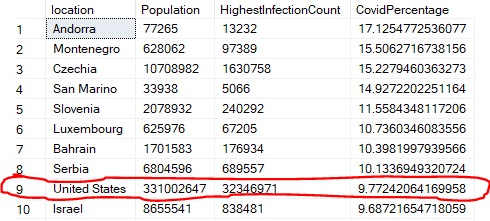 location Population HighestInfectionCount CovidPercentage
1 Andorra 77265 13232 17.1254772536077
2 Montenegro 628062 97389 15.5062716738156
3 Czechia 10708982 1630758 15.2279460363273
4 San Marino 33938 5066 14.9272202251164
5 Slovenia 2078932 240292 11.5584348117206
6 Luxembourg 625976 67205 10.7360346083556
7 Bahrain 1701583 176934 10.3981979939256
8 Serbia 6804596 689557 10.1336949320724
9 United States 331002647 32346971 9.77242064169958
10 Israel 8655541 838481 9.68721654718059